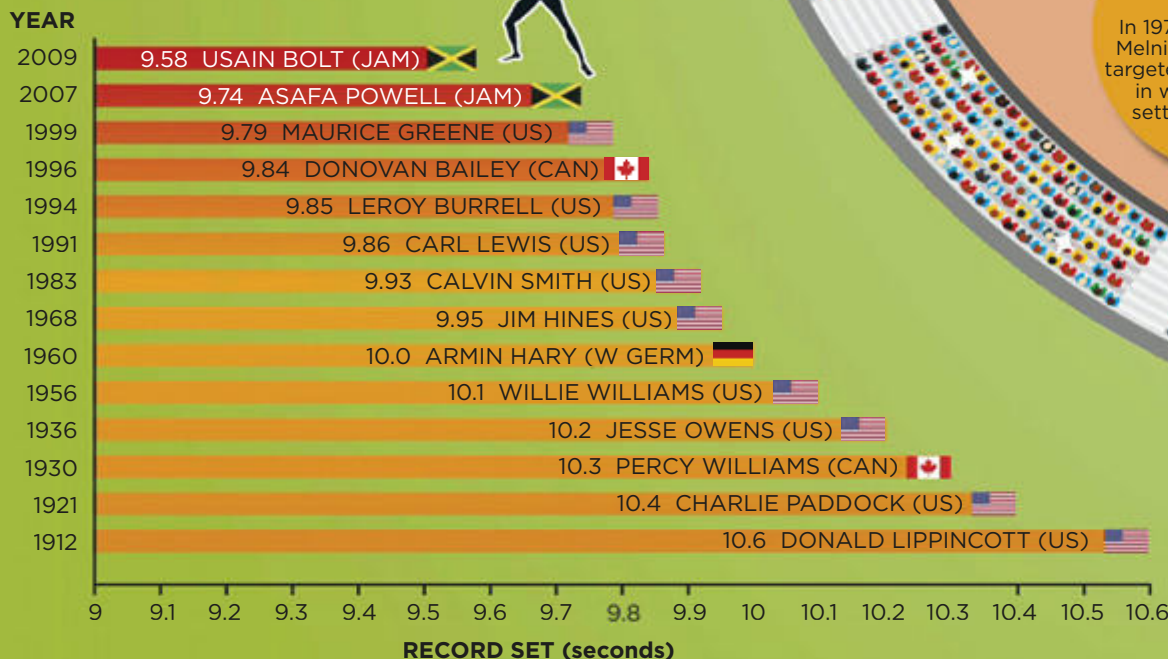 YEAR
2009 9.58 USAIN BOLT (JAM)
2007 9.74 ASAFA POWELL (JAM)
1999 9.79 MAURICE GREENE (US)
1996 9.84 DONOVAN BAILEY (CAN)
1994 9.85 LEROY BURRELL (US)
1991 9.86 CARL LEWIS (US)
1983 9.93 CALVIN SMITH (US)
1968 9.95 JIM HINES (US)
1960 10.0 ARMIN HARY (W GERM)
1956 10.1 WILLIE WILLIAMS (US)
1936 10.2 JESSE OWENS (US)
1930 10.3 PERCY WILLIAMS (CAN)
1921 10.4 CHARLIE PADDOCK (US)
1912 10.6 DONALD LIPPINCOTT (US)
9 9.1 9.2 9.3 9.4 9.5 9.6 9.7 9.8 9.9 10 10.1 10.2 10.3 10.4 10.5 10.6
RECORD SET (seconds)
In 197
Melni
targete
in w
sett